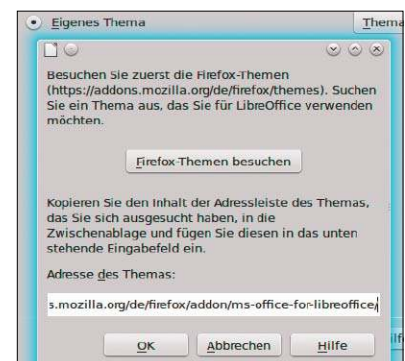 Eigenes Thema
Thema
Besuchen Sie zuerst die Firefox-Themen
(https://addons.mozilla.org/de/firefox/themes). Suchen
Sie ein Thema aus, das Sie für LibreOffice verwenden
möchten.
Firefox-Themen besuchen
Kopieren Sie den Inhalt der Adressleiste des Themas,
das Sie sich ausgesucht haben, in die
Zwischenablage und fügen Sie diesen in das unten
stehende Eingabefeld ein.
Adresse des Themas:
s.mozilla.org/de/firefox/addon/ms-office-for-libreoffice/
OK Abbrechen Hilfe